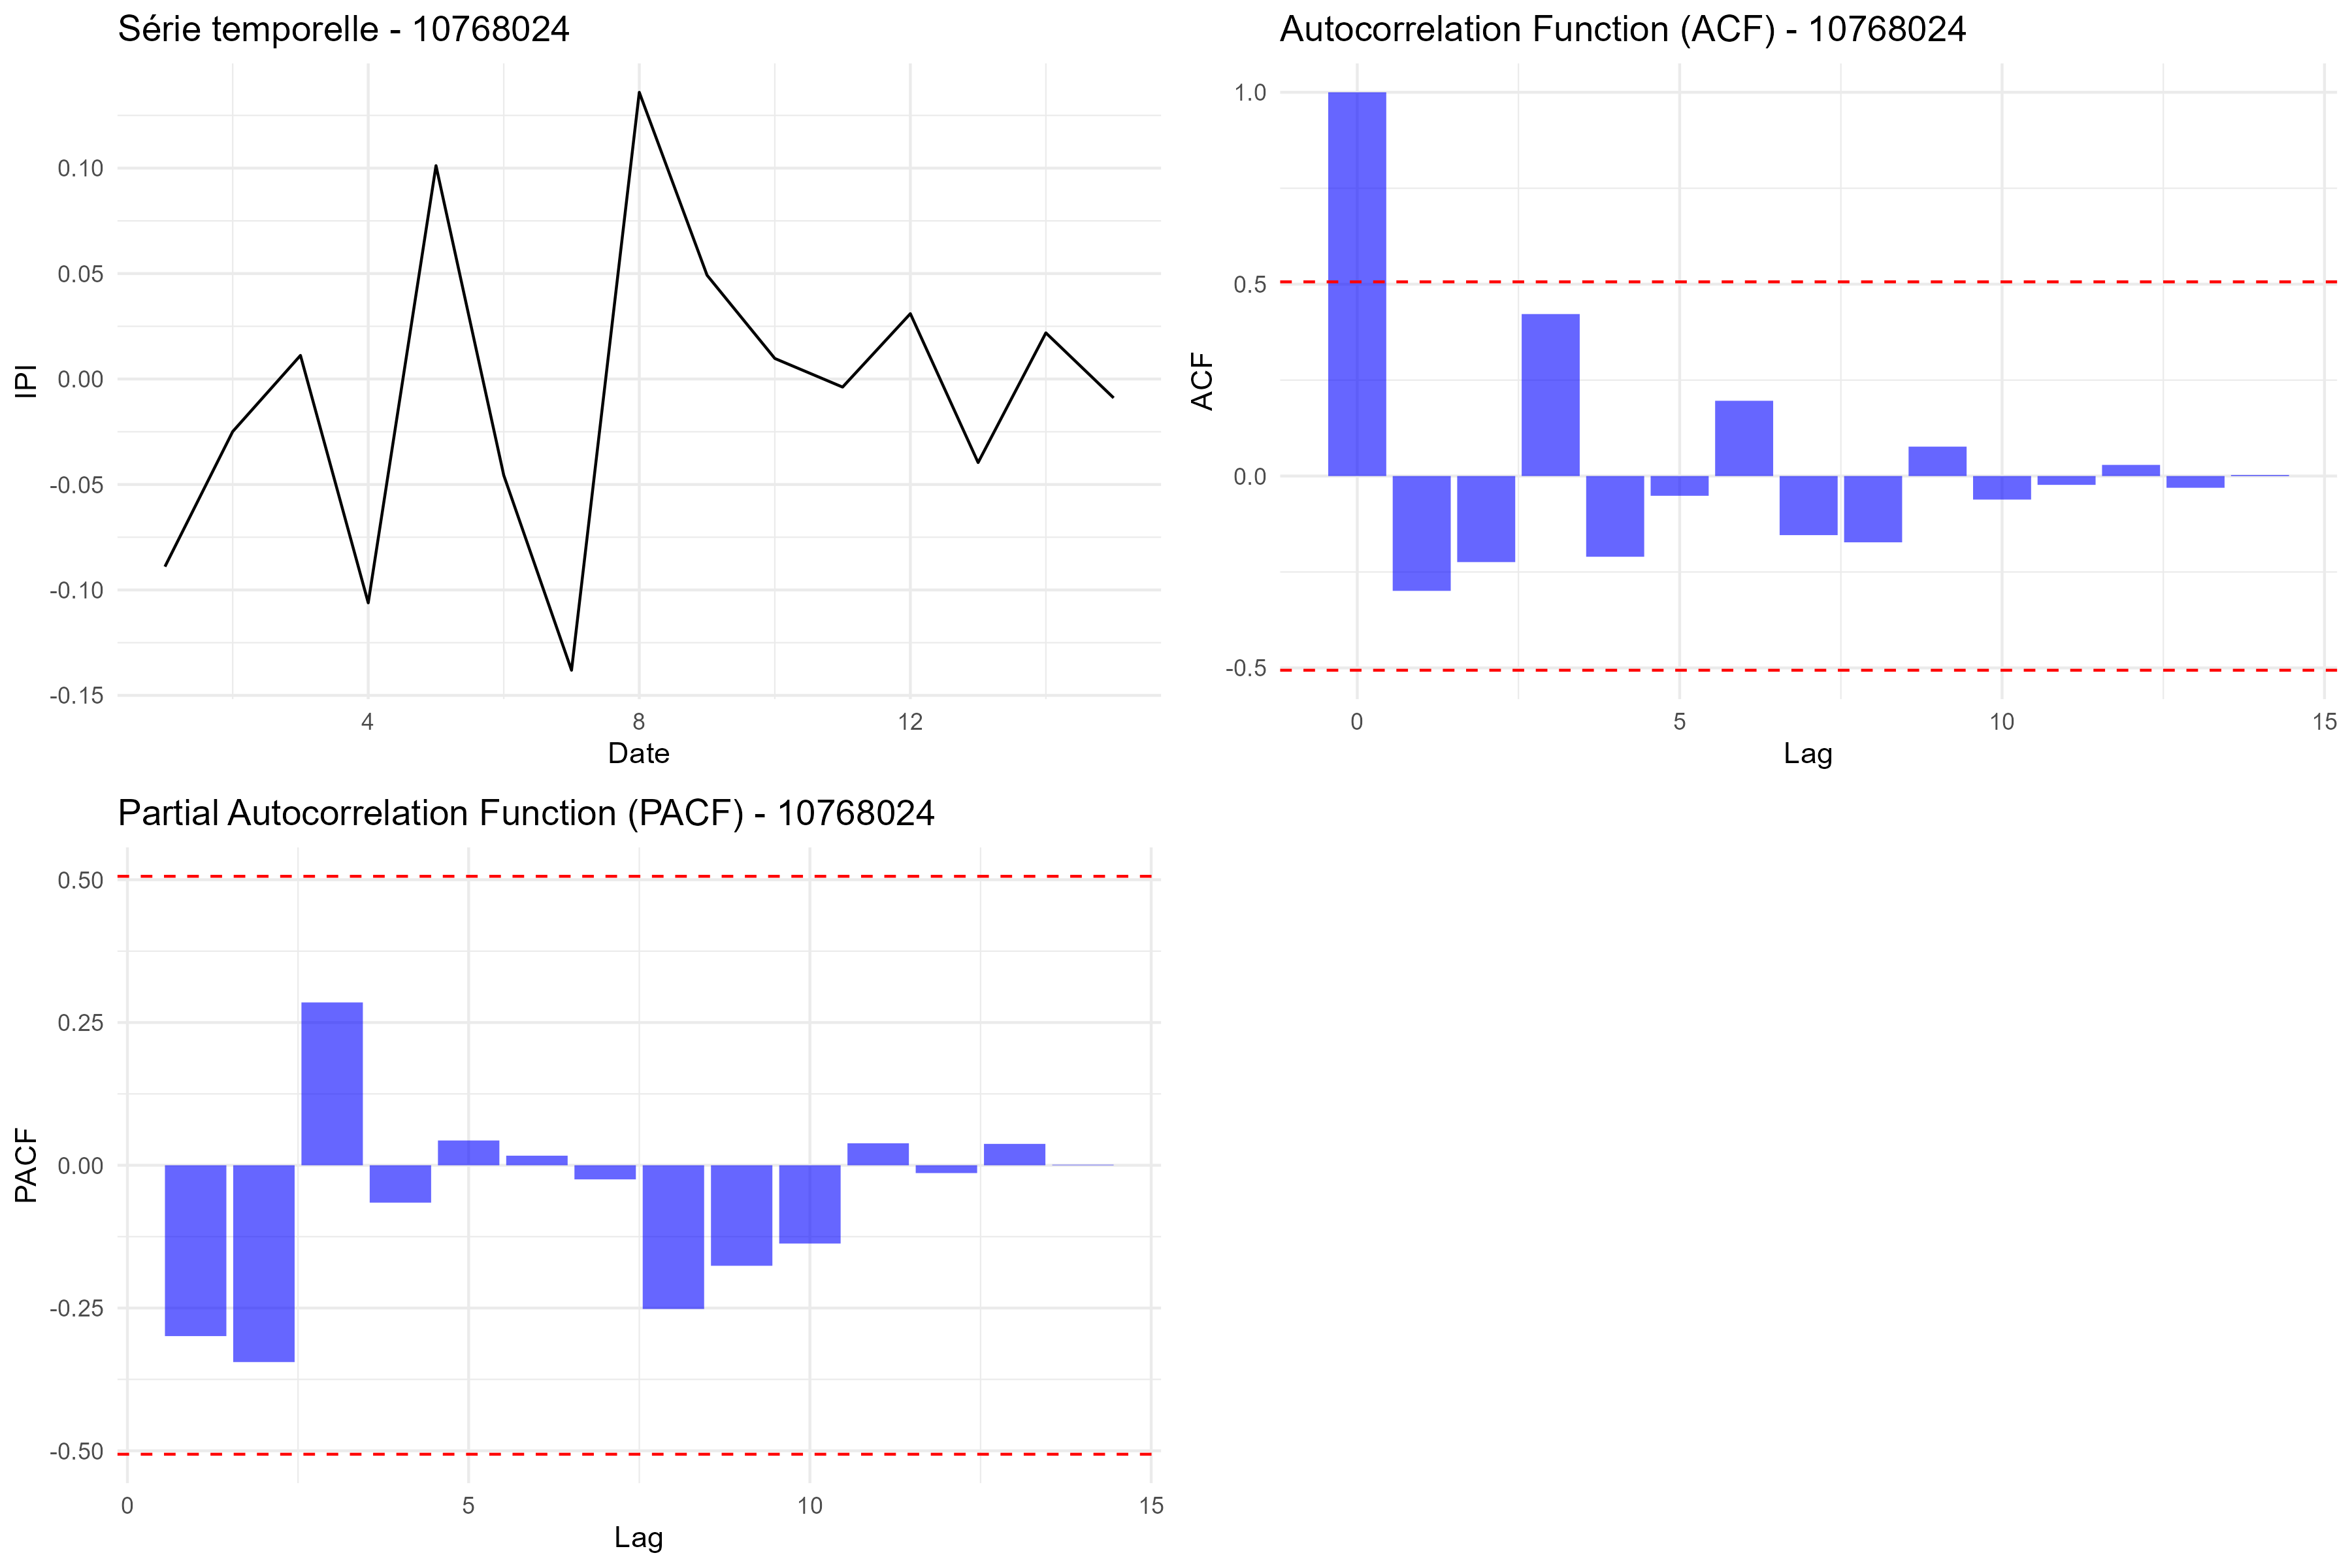 Série temporelle - 10768024
IPI
0.10
0.05
0.00
-0.05
-0.10
-0.15
4 8 12
Date
Autocorrelation Function (ACF) - 10768024
ACF
1.0
0.5
0.0
-0.5
0 5 10 15
Lag
Partial Autocorrelation Function (PACF) - 10768024
PACF
0.50
0.25
0.00
-0.25
-0.50
0 5 10 15
Lag